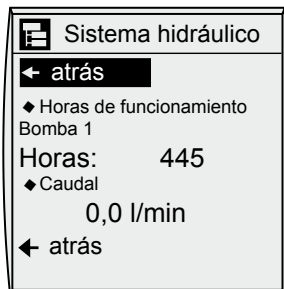 Sistema hidráulico
← atrás
◆ Horas de funcionamiento
Bomba 1
Horas: 445
◆ Caudal
0,0 l/min
← atrás